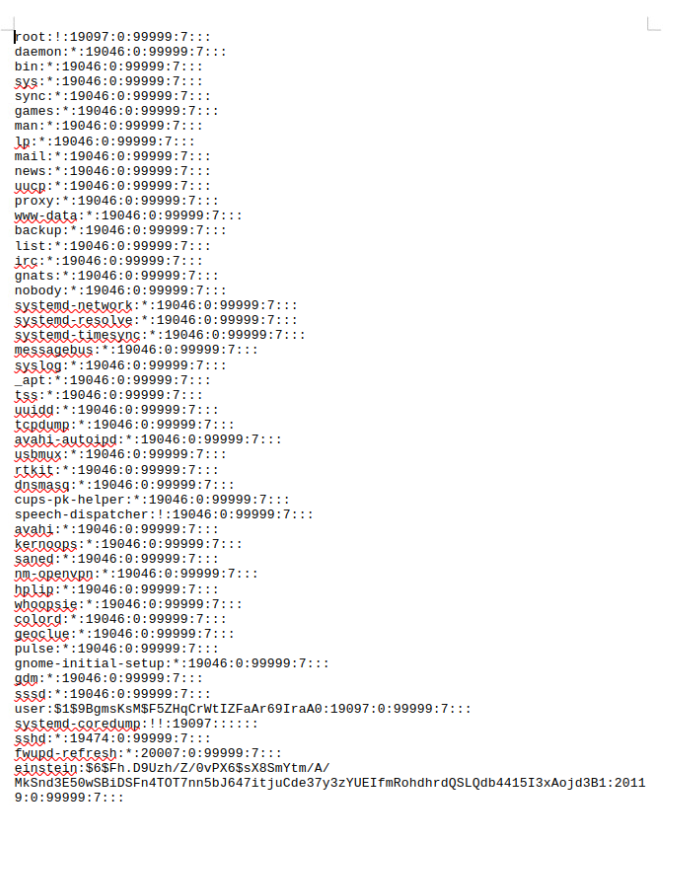 root:!:19097:0:99999:7:::
daemon:*:19046:0:99999:7:::
bin:*:19046:0:99999:7:::
sys:*:19046:0:99999:7:::
sync:*:19046:0:99999:7:::
games:*:19046:0:99999:7:::
man:*:19046:0:99999:7:::
lp:*:19046:0:99999:7:::
mail:*:19046:0:99999:7:::
news:*:19046:0:99999:7:::
uucp:*:19046:0:99999:7:::
proxy:*:19046:0:99999:7:::
www-data:*:19046:0:99999:7:::
backup:*:19046:0:99999:7:::
list:*:19046:0:99999:7:::
irc:*:19046:0:99999:7:::
gnats:*:19046:0:99999:7:::
nobody:*:19046:0:99999:7:::
systemd-network:*:19046:0:99999:7:::
systemd-resolve:*:19046:0:99999:7:::
systemd-timesync:*:19046:0:99999:7:::
messagebus:*:19046:0:99999:7:::
syslog:*:19046:0:99999:7:::
_apt:*:19046:0:99999:7:::
tss:*:19046:0:99999:7:::
uuidd:*:19046:0:99999:7:::
tcpdump:*:19046:0:99999:7:::
avahi-autoipd:*:19046:0:99999:7:::
usbmux:*:19046:0:99999:7:::
rtkit:*:19046:0:99999:7:::
dnsmasq:*:19046:0:99999:7:::
cups-pk-helper:*:19046:0:99999:7:::
speech-dispatcher:!:19046:0:99999:7:::
avahi:*:19046:0:99999:7:::
kernoops:*:19046:0:99999:7:::
saned:*:19046:0:99999:7:::
nm-openvpn:*:19046:0:99999:7:::
hplip:*:19046:0:99999:7:::
whoopsie:*:19046:0:99999:7:::
colord:*:19046:0:99999:7:::
geoclue:*:19046:0:99999:7:::
pulse:*:19046:0:99999:7:::
gnome-initial-setup:*:19046:0:99999:7:::
gdm:*:19046:0:99999:7:::
sssd:*:19046:0:99999:7:::
user:$1$9BgmsKsM$F5ZHqCrWtIZFaAr69IraA0:19097:0:99999:7:::
systemd-coredump:!!:19097::::::
sshd:*:19474:0:99999:7:::
fwupd-refresh:*:20007:0:99999:7:::
einstein:$6$Fh.D9Uzh/Z/0vPX6$sX8SmYtm/A/
MkSnd3E50wSBiDSFn4TOT7nn5bJ647itjuCde37y3zYUEIfmRohdhrdQSLQdb4415I3xAojd3B1:2011
9:0:99999:7:::